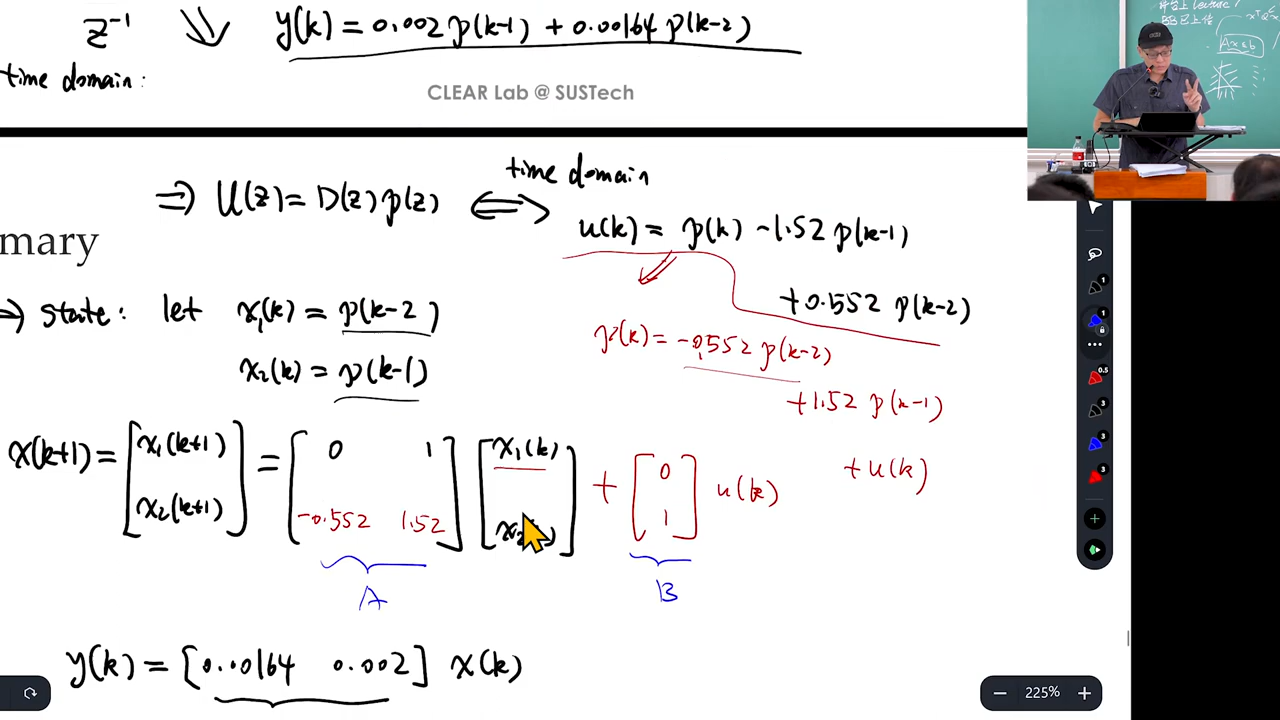 z⁻¹ ⇓ y(k) = 0.002 p(k-1) + 0.00164 p(k-2)
time domain:
CLEAR Lab @ SUSTech
⇒ U(z) = D(z) p(z) ⟺ time domain
u(k) = p(k) - 1.52 p(k-1)
+ 0.552 p(k-2)
mary
⇒ state: let x₁(k) = p(k-2)
x₂(k) = p(k-1)
p(k) = -0.552 p(k-2)
+ 1.52 p(k-1)
+ u(k)
x(k+1) = [x₁(k+1) x₂(k+1)] = [0 1 -0.552 1.52] [x₁(k) + [0 1] u(k)
A B
y(k) = [0.00164 0.002] x(k)
225%